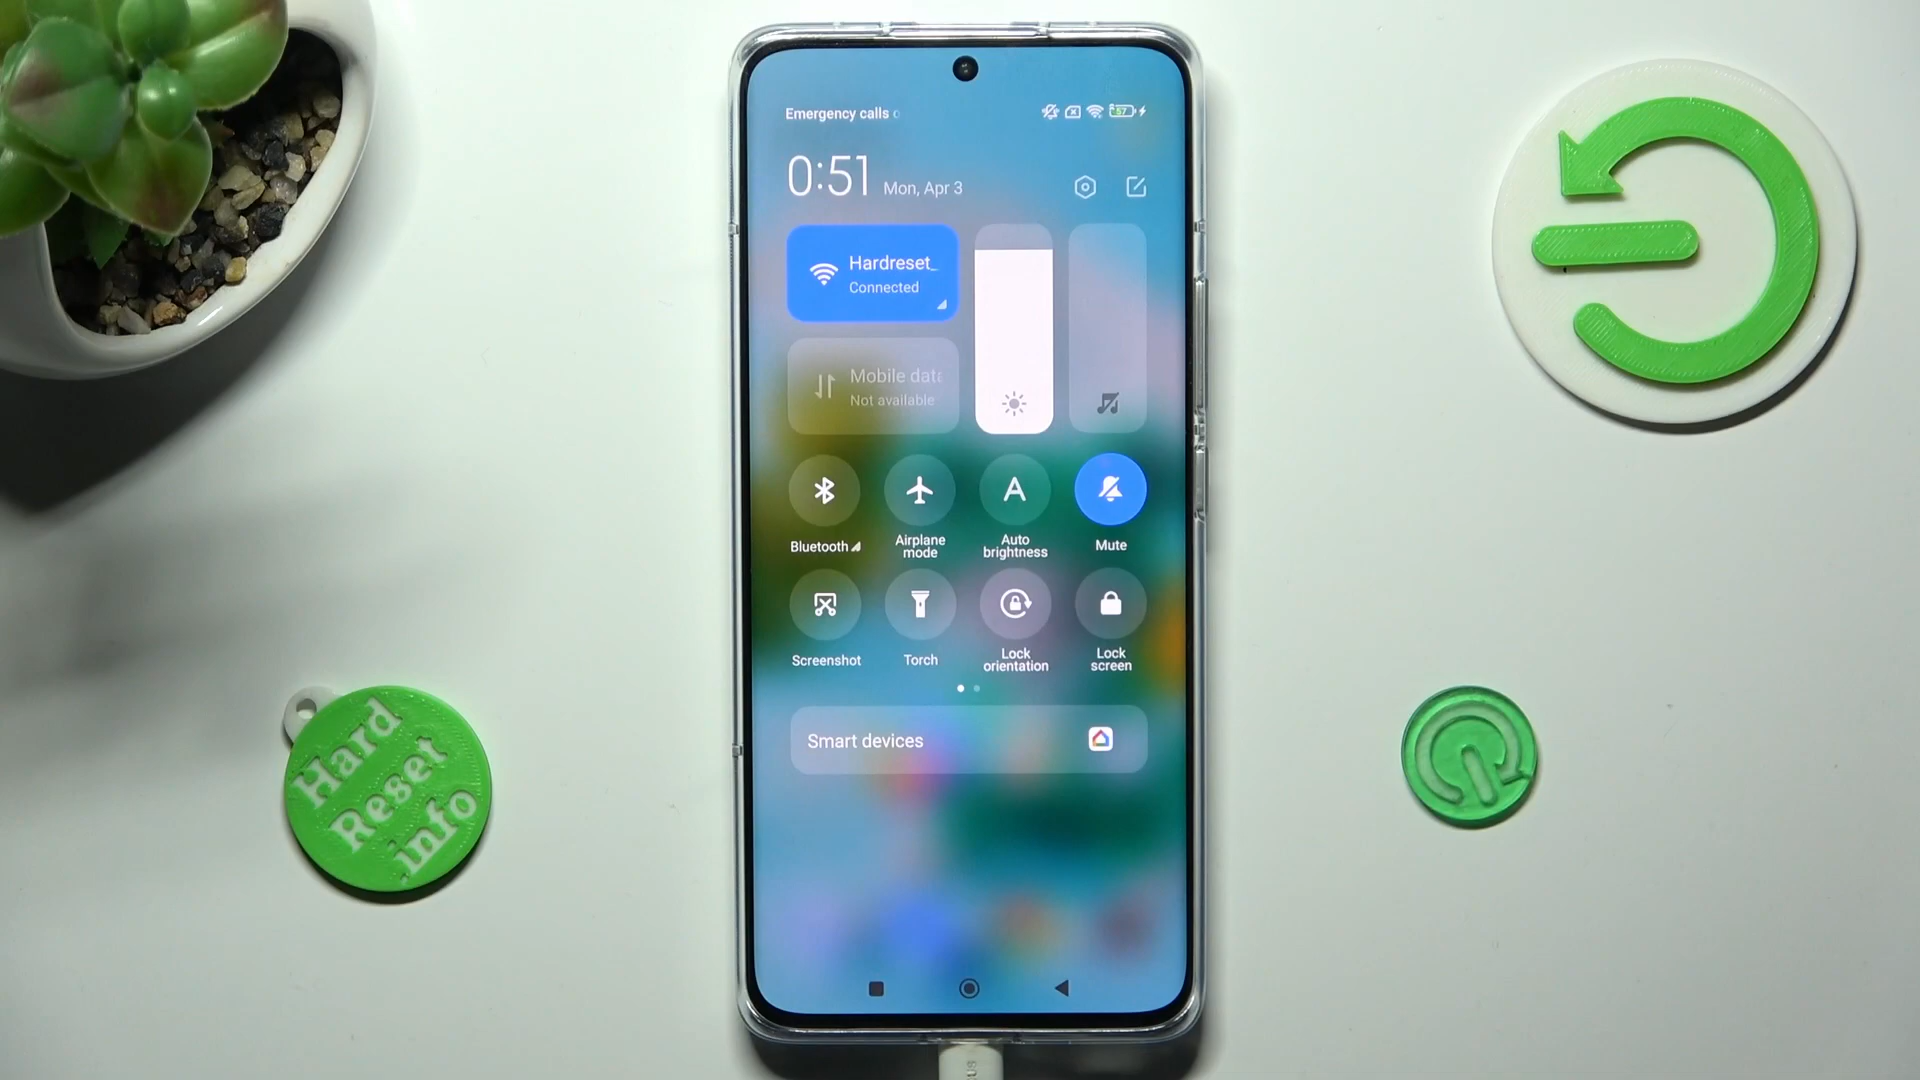 Emergency calls
57
0:51 Mon, Apr 3
Hardreset_
Connected
Mobile data
Not available
Bluetooth
Airplane
mode
A
Auto
brightness
Mute
Screenshot
Torch
Lock
orientation
Lock
screen
Smart devices
Hard
Reset
.info